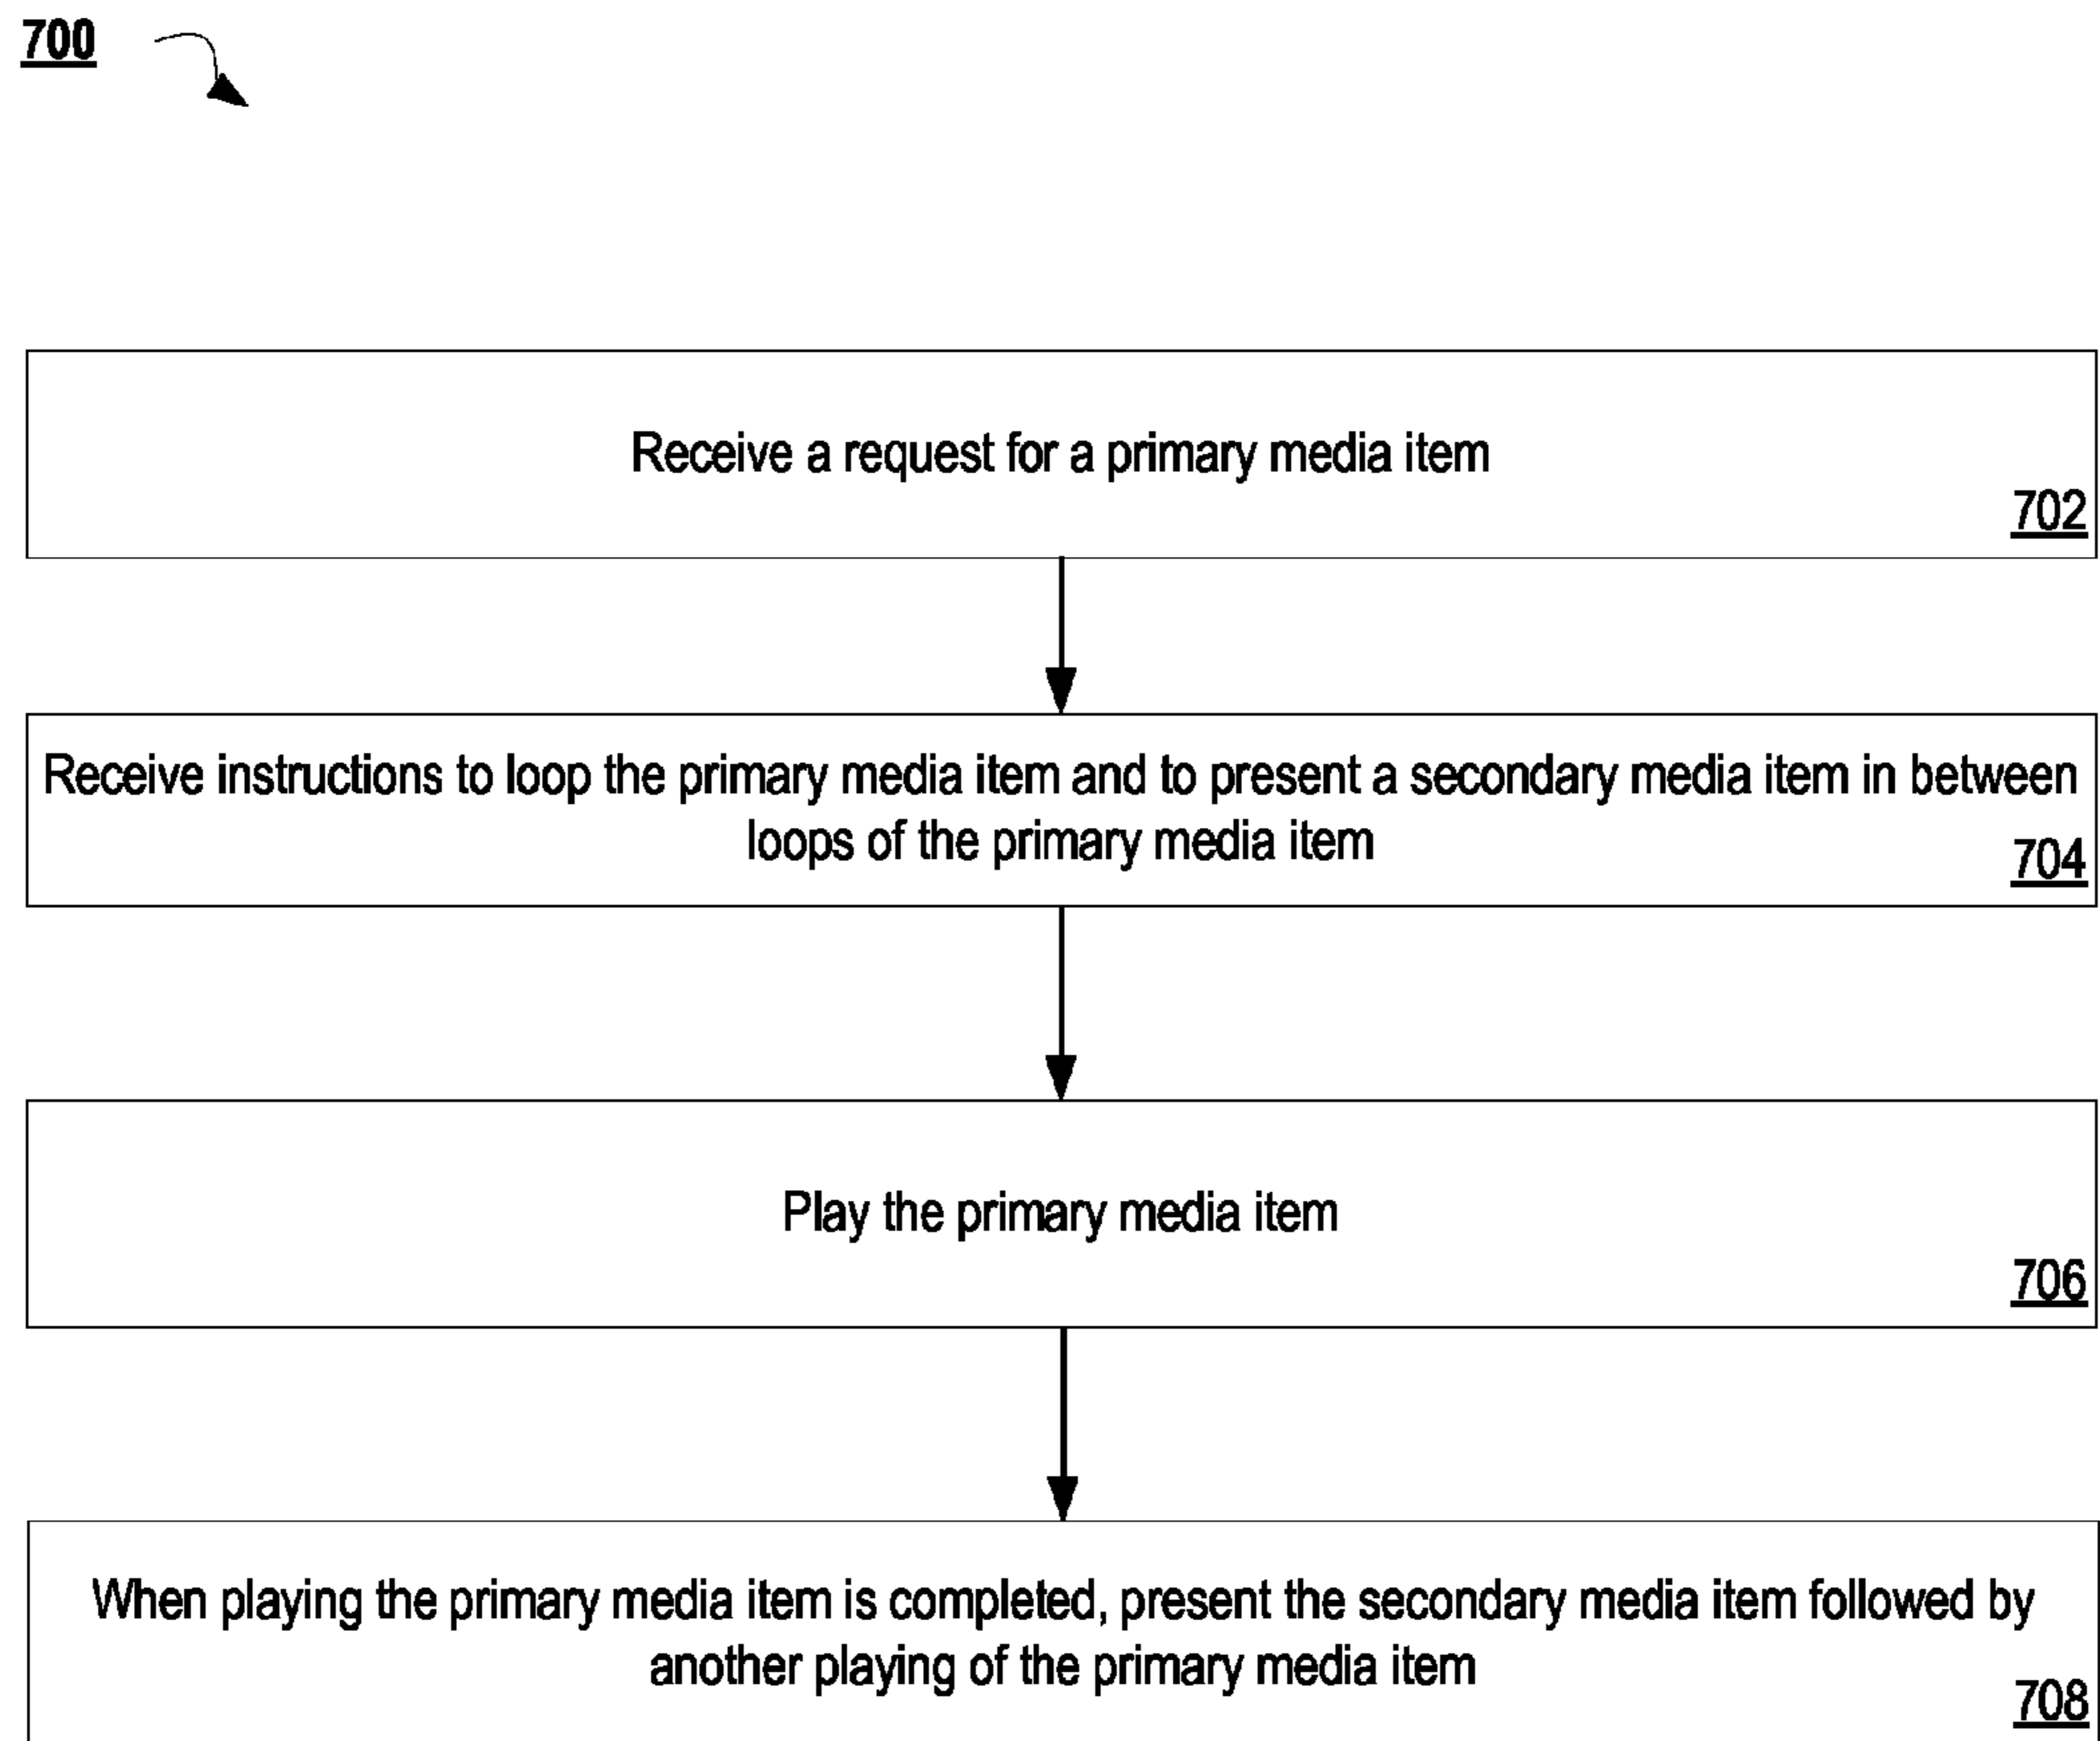 700
Receive a request for a primary media item
702
Receive instructions to loop the primary media item and to present a secondary media item in between
loops of the primary media item
704
Play the primary media item
706
When playing the primary media item is completed, present the secondary media item followed by
another playing of the primary media item
708